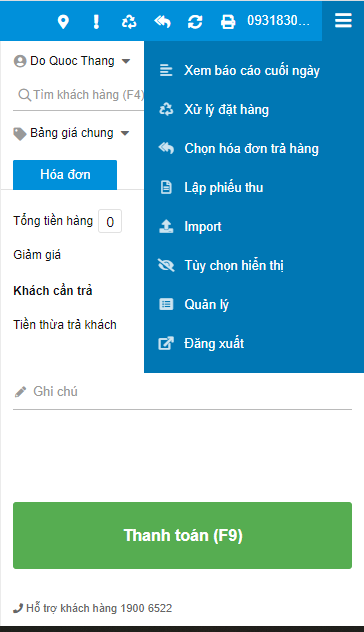 0931830...
Do Quoc Thang
Tìm khách hàng (F4)
Bảng giá chung
Hóa đơn
Tổng tiền hàng 0
Giảm giá
Khách cần trả
Tiền thừa trả khách
Xem báo cáo cuối ngày
Xử lý đặt hàng
Chọn hóa đơn trả hàng
Lập phiếu thu
Import
Tùy chọn hiển thị
Quản lý
Đăng xuất
Ghi chú
Thanh toán (F9)
Hỗ trợ khách hàng 1900 6522